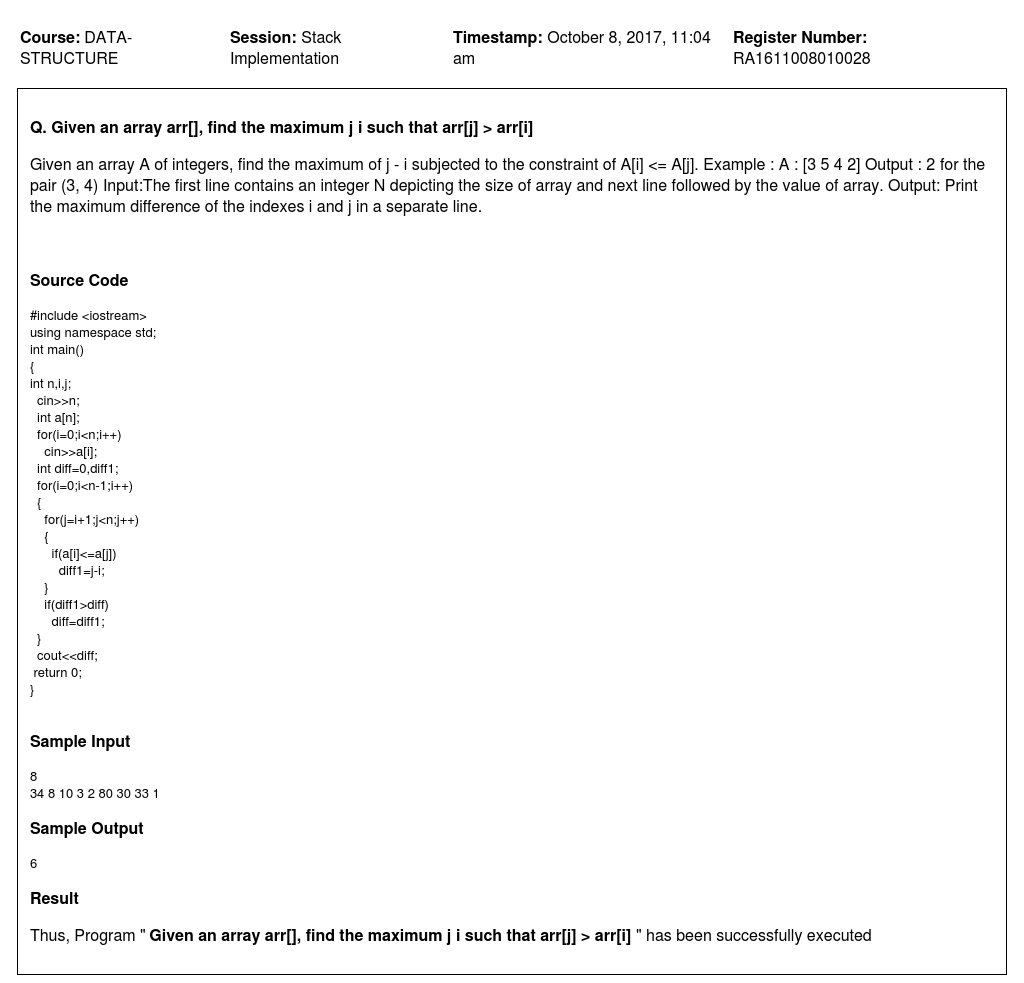 Course: DATA-STRUCTURE
Session: Stack Implementation
Timestamp: October 8, 2017, 11:04 am
Register Number: RA1611008010028
Q. Given an array arr[], find the maximum j i such that arr[j] > arr[i]
Given an array A of integers, find the maximum of j - i subjected to the constraint of A[i] <= A[j]. Example : A : [3 5 4 2] Output : 2 for the
pair (3, 4) Input:The first line contains an integer N depicting the size of array and next line followed by the value of array. Output: Print
the maximum difference of the indexes i and j in a separate line.
Source Code
#include <iostream>
using namespace std;
int main()
{
int n,i,j;
  cin>>n;
  int a[n];
  for(i=0;i<n;i++)
    cin>>a[i];
  int diff=0,diff1;
  for(i=0;i<n-1;i++)
  {
    for(j=i+1;j<n;j++)
    {
      if(a[i]<=a[j])
        diff1=j-i;
    }
    if(diff1>diff)
      diff=diff1;
  }
  cout<<diff;
 return 0;
}
Sample Input
8
34 8 10 3 2 80 30 33 1
Sample Output
6
Result
Thus, Program " Given an array arr[], find the maximum j i such that arr[j] > arr[i] " has been successfully executed